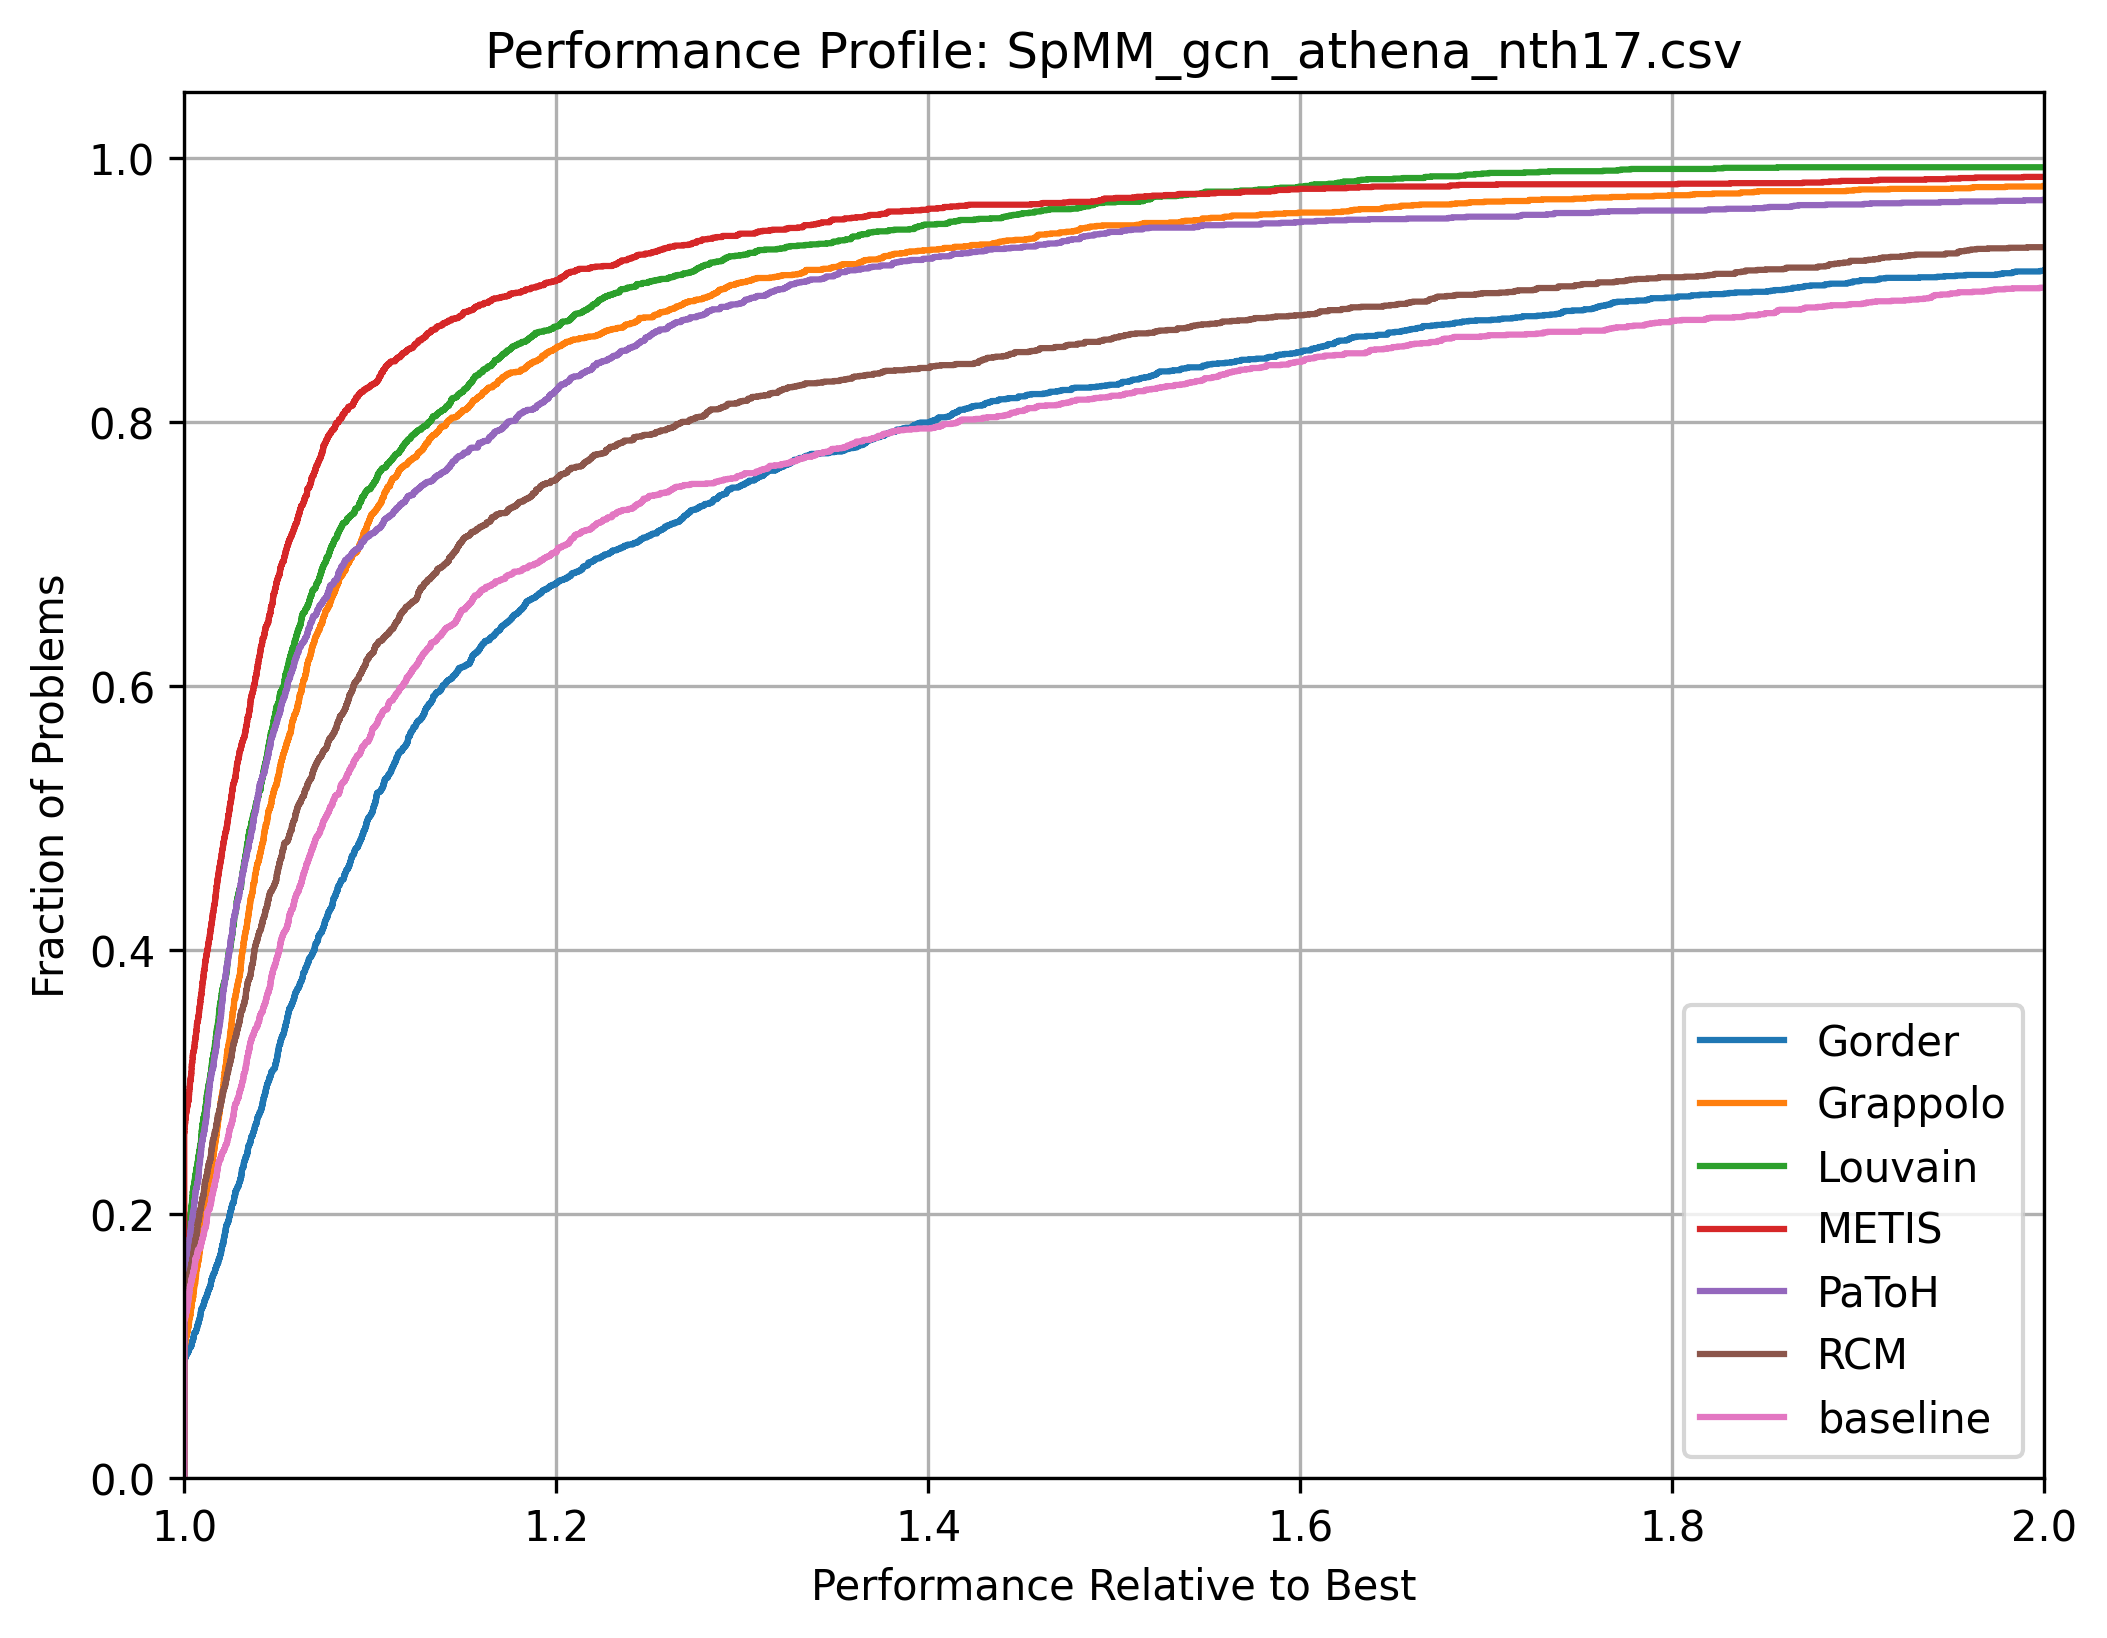 Performance Profile: SpMM_gcn_athena_nth17.csv
Fraction of Problems
1.0
0.8
0.6
0.4
0.2
0.0
1.0 1.2 1.4 1.6 1.8 2.0
Performance Relative to Best
Gorder
Grappolo
Louvain
METIS
PaToH
RCM
baseline